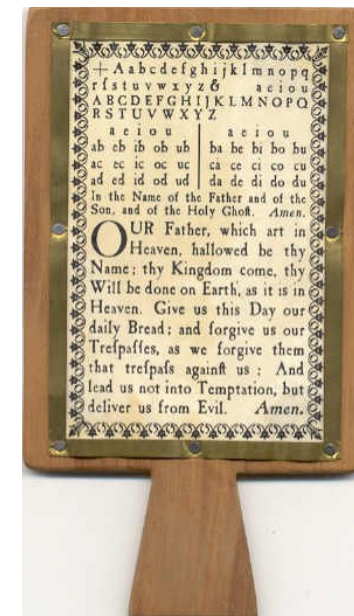 + A a b c d e f g h i j k l m n o p q
r ſ s t u v w x y z & a e i o u
A B C D E F G H I J K L M N O P Q
R S T U V W X Y Z
a e i o u a e i o u
ab eb ib ob ub ba be bi bo bu
ac ec ic oc uc ca ce ci co cu
ad ed id od ud da de di do du
In the Name of the Father and of the
Son, and of the Holy Ghoſt. Amen.
OUR Father, which art in
Heaven, hallowed be thy
Name; thy Kingdom come, thy
Will be done on Earth, as it is in
Heaven. Give us this Day our
daily Bread; and forgive us our
Treſpaſſes, as we forgive them
that treſpaſs againſt us : And
lead us not into Temptation, but
deliver us from Evil. Amen.